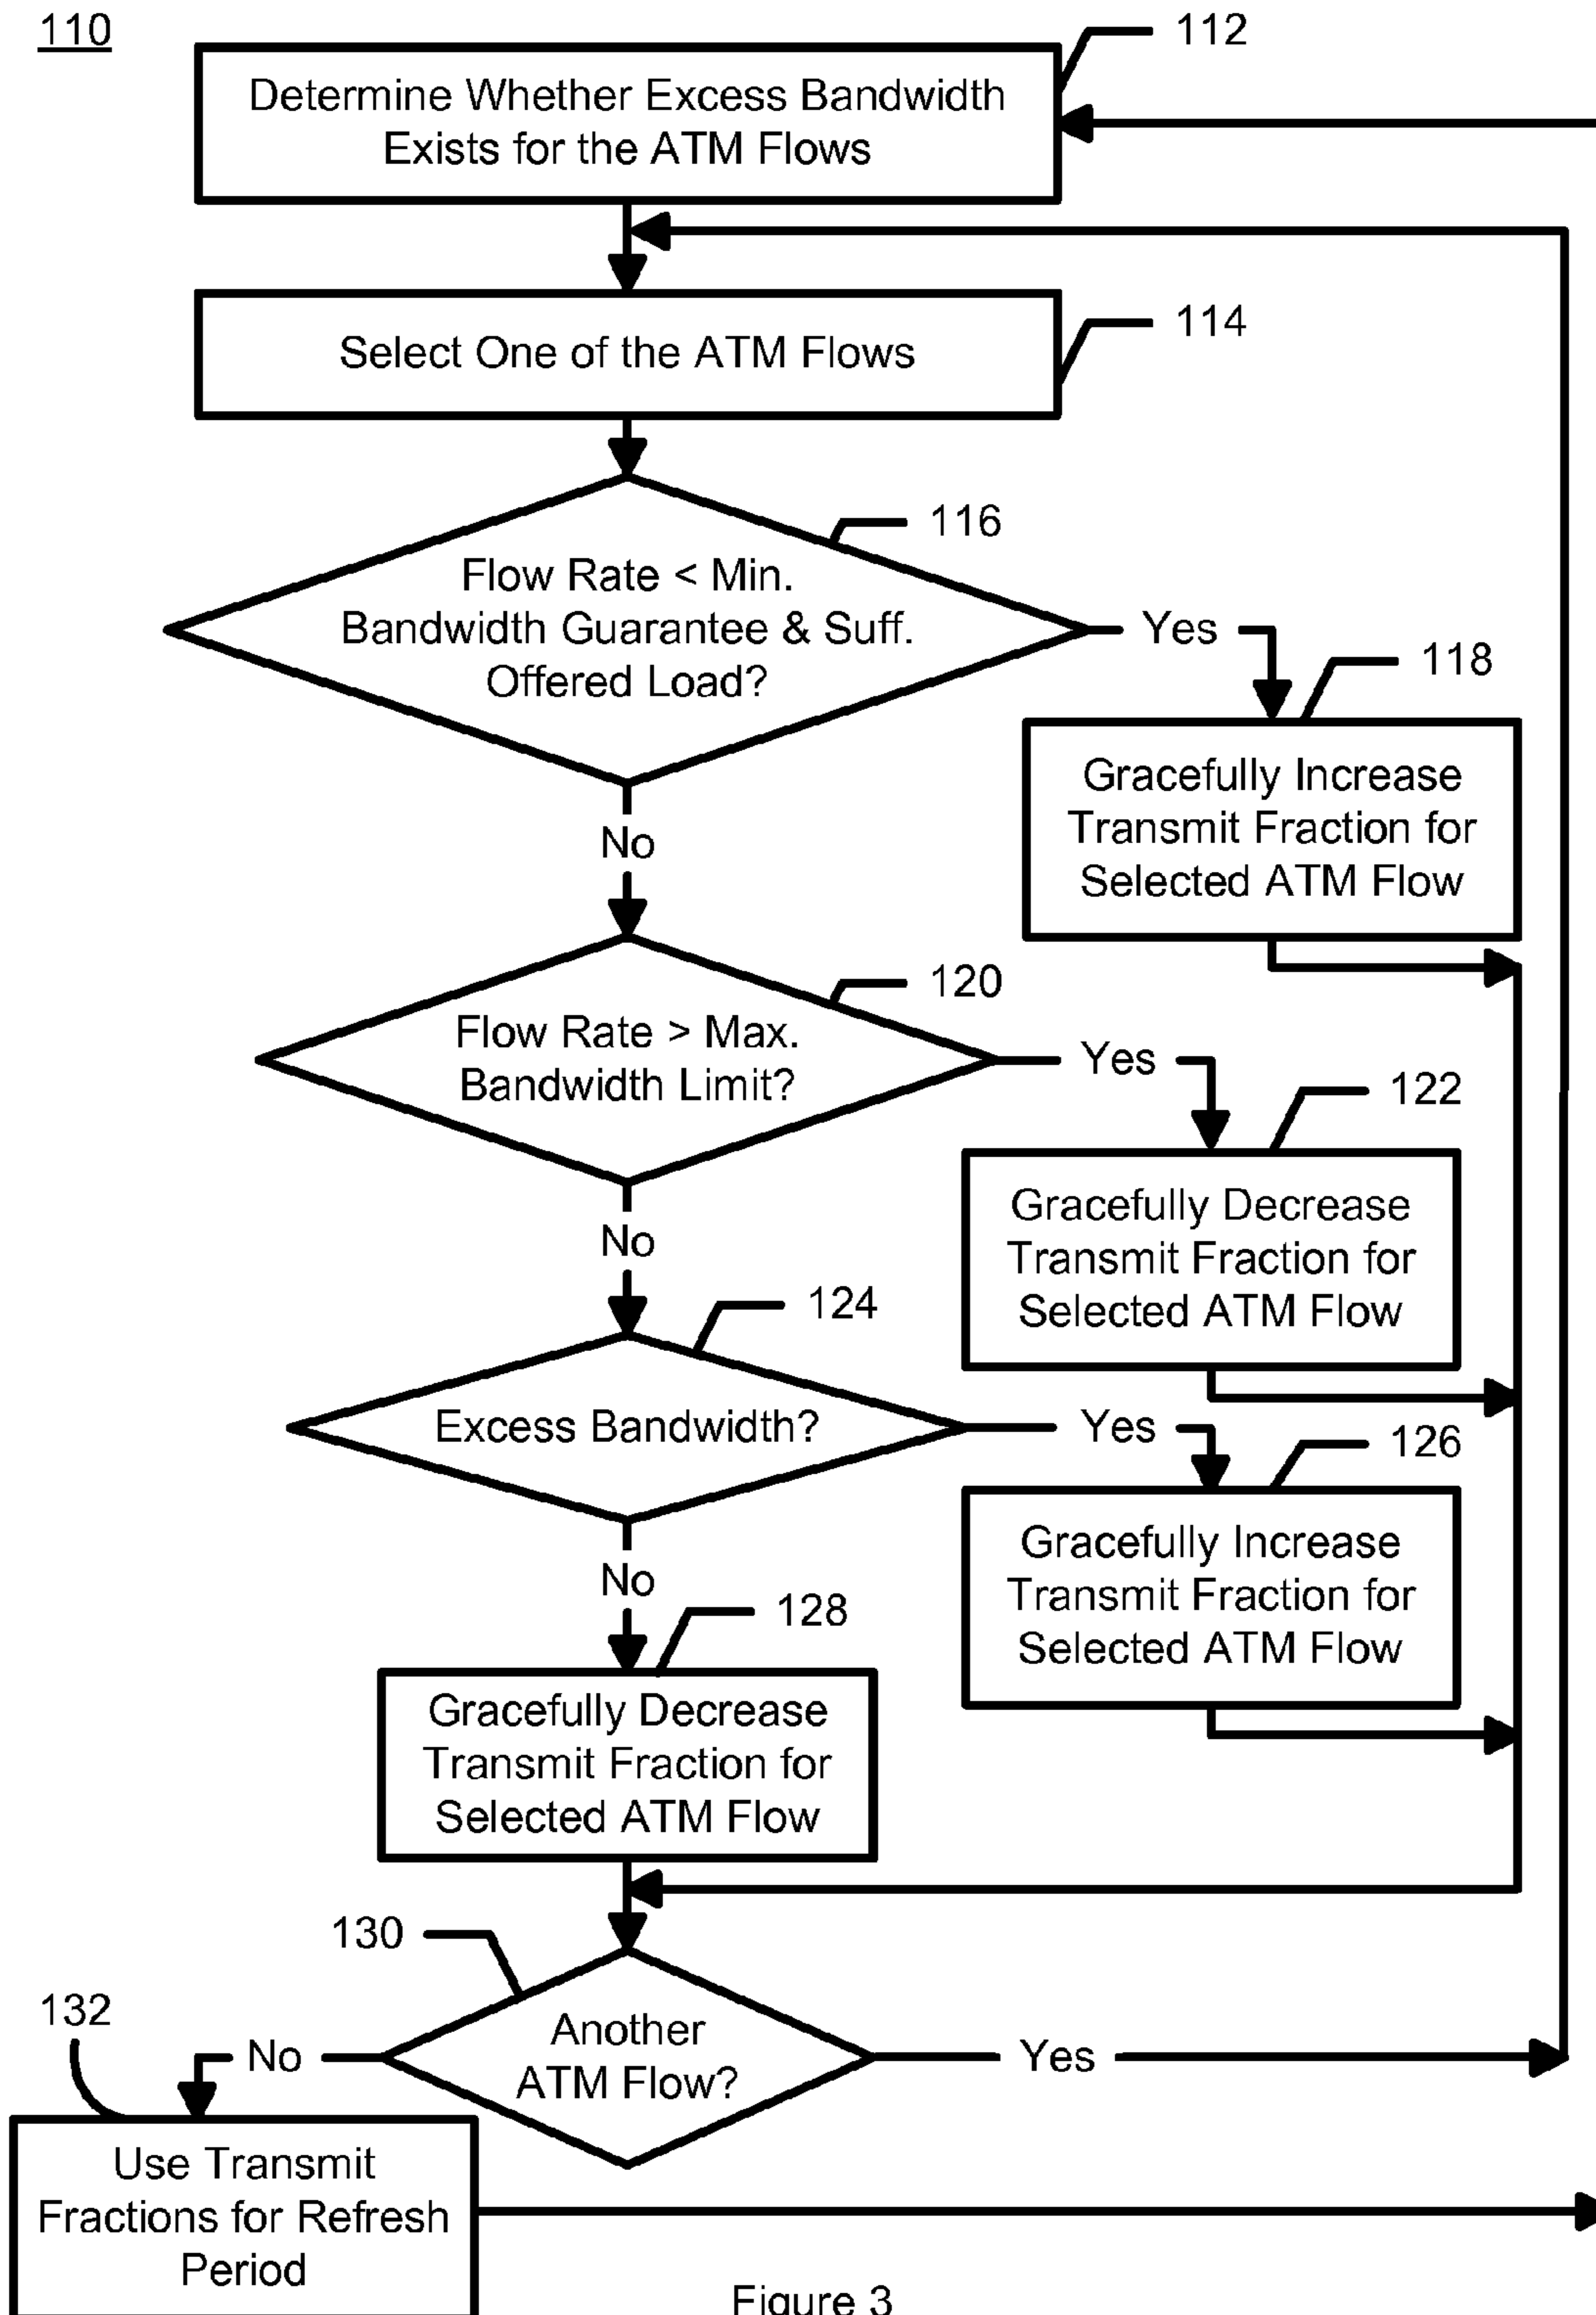 110
112
Determine Whether Excess Bandwidth
Exists for the ATM Flows
114
Select One of the ATM Flows
116
Flow Rate < Min.
Bandwidth Guarantee & Suff.
Offered Load?
Yes
118
Gracefully Increase
Transmit Fraction for
Selected ATM Flow
No
120
Flow Rate > Max.
Bandwidth Limit?
Yes
122
Gracefully Decrease
Transmit Fraction for
Selected ATM Flow
No
124
Excess Bandwidth?
Yes
126
Gracefully Increase
Transmit Fraction for
Selected ATM Flow
No
128
Gracefully Decrease
Transmit Fraction for
Selected ATM Flow
130
Another
ATM Flow?
Yes
No
132
Use Transmit
Fractions for Refresh
Period
Figure 3